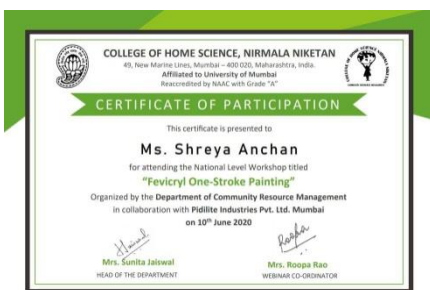 COLLEGE OF HOME SCIENCE, NIRMALA NIKETAN
49, New Marine Lines, Mumbai – 400 020, Maharashtra, India.
Affiliated to University of Mumbai
Reaccredited by NAAC with Grade "A"
CERTIFICATE OF PARTICIPATION
This certificate is presented to
Ms. Shreya Anchan
for attending the National Level Workshop titled
"Fevicryl One-Stroke Painting"
Organized by the Department of Community Resource Management
in collaboration with Pidilite Industries Pvt. Ltd. Mumbai
on 10th June 2020
Mrs. Sunita Jaiswal
HEAD OF THE DEPARTMENT
Mrs. Roopa Rao
WEBINAR CO-ORDINATOR